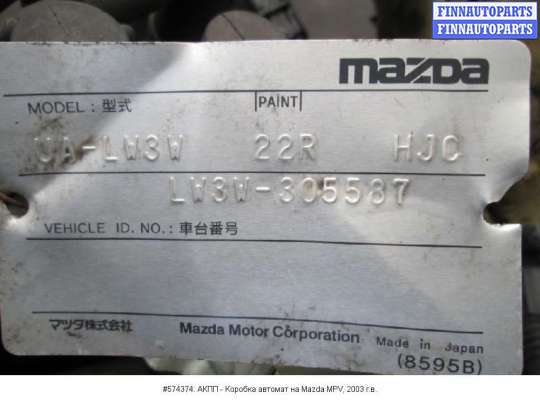 FINNAUTOPARTS
FINNAUTOPARTS
mazda
MODEL: 型式 PAINT
UA-LW3W 22R HJC
LW3W-305587
VEHICLE ID. NO.: 車台番号
マツダ株式会社 Mazda Motor Corporation Made in Japan
(8595B)
#574374: АКПП - Коробка автомат на Mazda MPV, 2003 г.в.